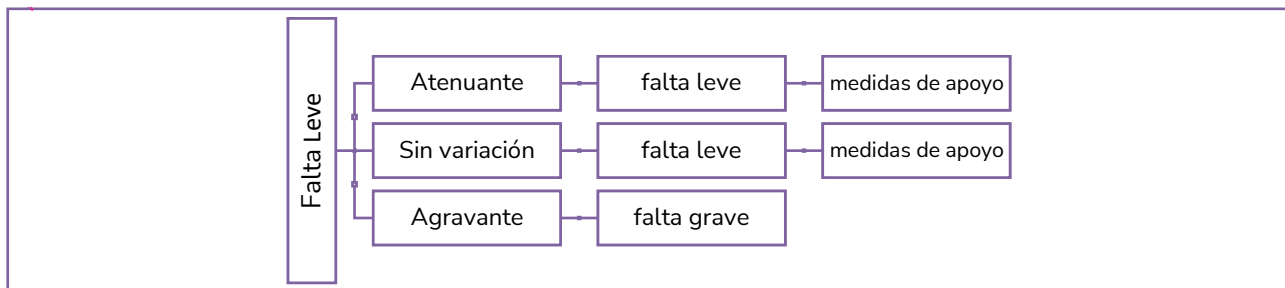 Falta Leve
Atenuante
falta leve
medidas de apoyo
Sin variación
falta leve
medidas de apoyo
Agravante
falta grave